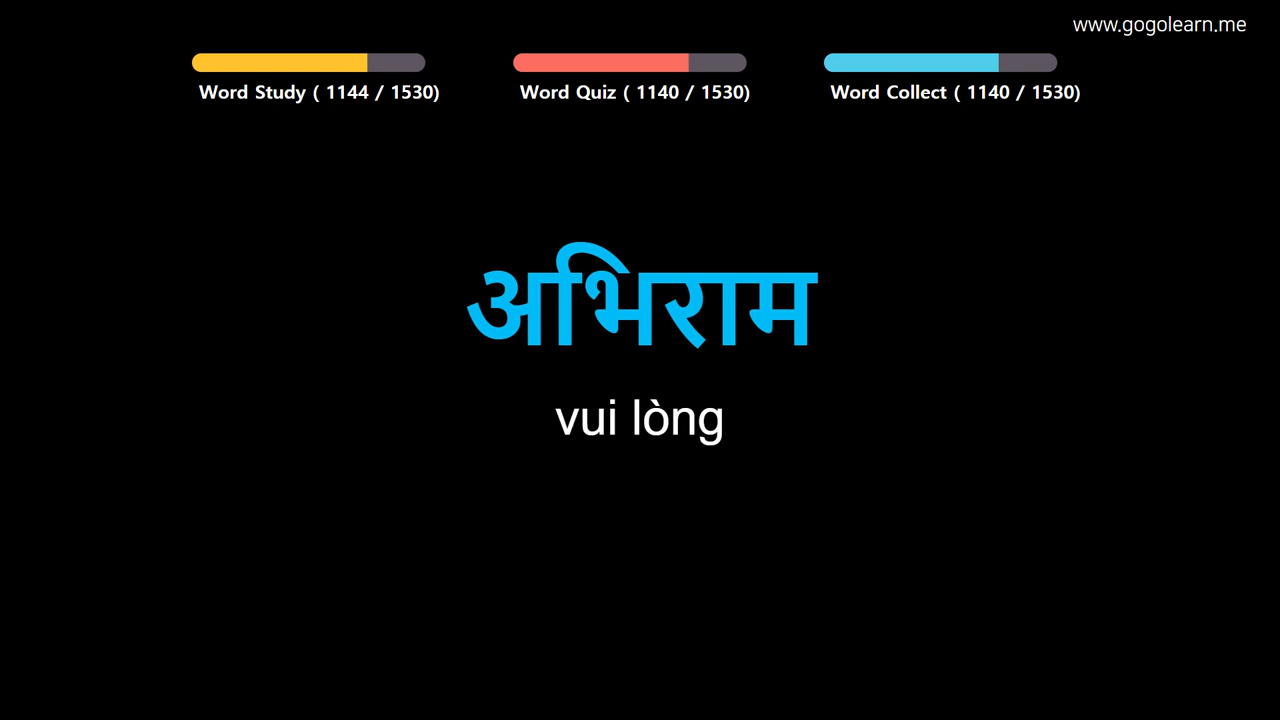 www.gogolearn.me
Word Study ( 1144 / 1530)
Word Quiz ( 1140 / 1530)
Word Collect ( 1140 / 1530)
अभिराम
vui lòng